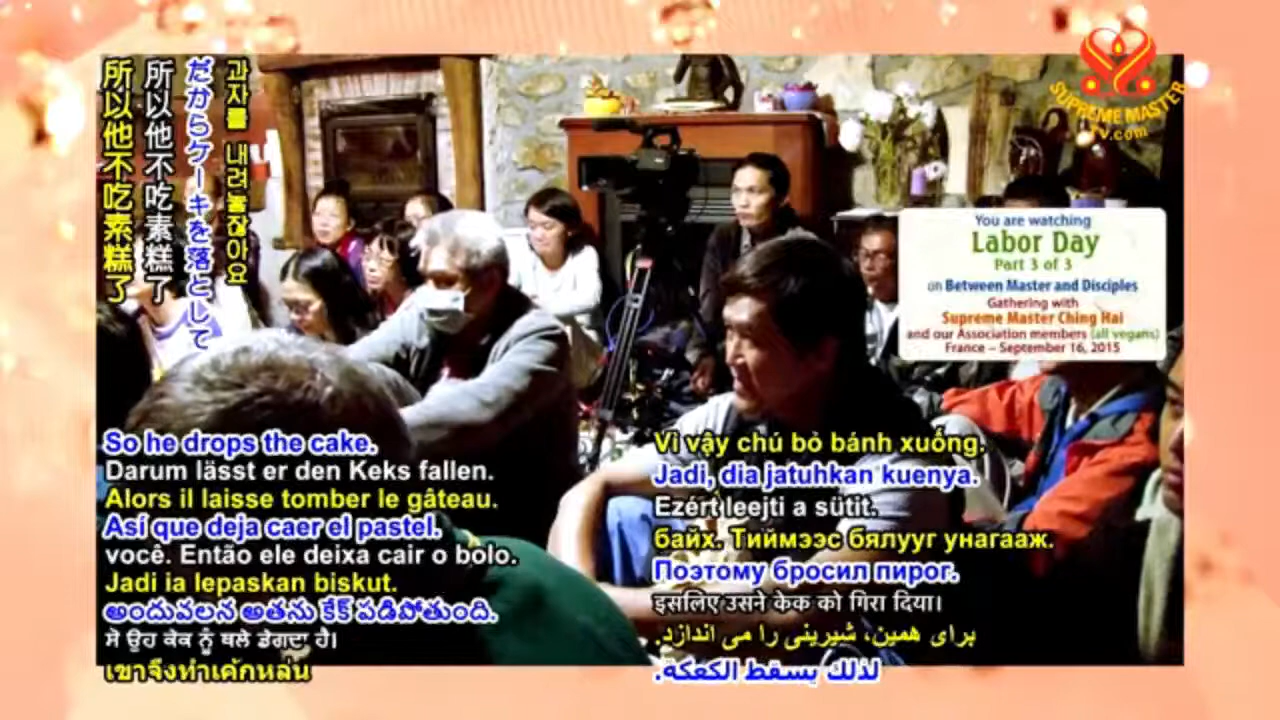 所以他不吃素糕了
所以他不吃素糕了
だからケーキを落として
과자를 내려놓잖아요
SUPREME MASTER
TV.com
You are watching
Labor Day
Part 3 of 3
on Between Master and Disciples
Gathering with
Supreme Master Ching Hai
and our Association members (all vegans)
France – September 16, 2015
So he drops the cake.
Darum lässt er den Keks fallen.
Alors il laisse tomber le gâteau.
Así que deja caer el pastel.
você. Então ele deixa cair o bolo.
Jadi ia lepaskan biskut.
అందువలన అతను కేక్ పడిపోతుంది.
ਸੋ ਉਹ ਕੇਕ ਨੂੰ ਥਲੇ ਡੇਗਦਾ ਹੈ।
เขาจึงทำเค้กหล่น
Vì vậy chú bỏ bánh xuống.
Jadi, dia jatuhkan kuenya.
Ezért leejti a sütit.
байх. Тиймээс бялууг унагааж.
Поэтому бросил пирог.
इसलिए उसने केक को गिरा दिया।
برای همین، شیرینی را می اندازد.
لذلك يسقط الكعكة.